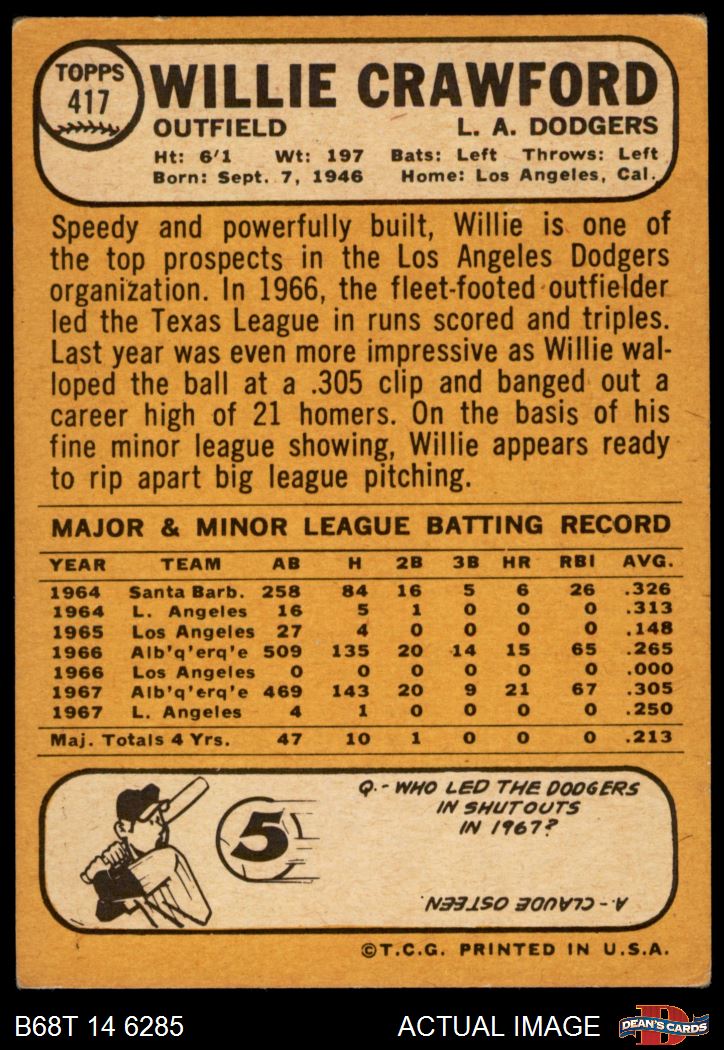 TOPPS
417
WILLIE CRAWFORD
OUTFIELD L. A. DODGERS
Ht: 6'1 Wt: 197 Bats: Left Throws: Left
Born: Sept. 7, 1946 Home: Los Angeles, Cal.
Speedy and powerfully built, Willie is one of
the top prospects in the Los Angeles Dodgers
organization. In 1966, the fleet-footed outfielder
led the Texas League in runs scored and triples.
Last year was even more impressive as Willie wal-
loped the ball at a .305 clip and banged out a
career high of 21 homers. On the basis of his
fine minor league showing, Willie appears ready
to rip apart big league pitching.
MAJOR & MINOR LEAGUE BATTING RECORD
YEAR TEAM AB H 2B 3B HR RBI AVG.
1964 Santa Barb. 258 84 16 5 6 26 .326
1964 L. Angeles 16 5 1 0 0 0 .313
1965 Los Angeles 27 4 0 0 0 0 .148
1966 Alb'q'erq'e 509 135 20 14 15 65 .265
1966 Los Angeles 0 0 0 0 0 0 .000
1967 Alb'q'erq'e 469 143 20 9 21 67 .305
1967 L. Angeles 4 1 0 0 0 0 .250
Maj. Totals 4 Yrs. 47 10 1 0 0 0 .213
5
Q.- WHO LED THE DODGERS
IN SHUTOUTS
IN 1967?
A.- CLAUDE OSTEEN.
©T.C.G. PRINTED IN U.S.A.
B68T 14 6285 ACTUAL IMAGE
D
DEAN'S CARDS